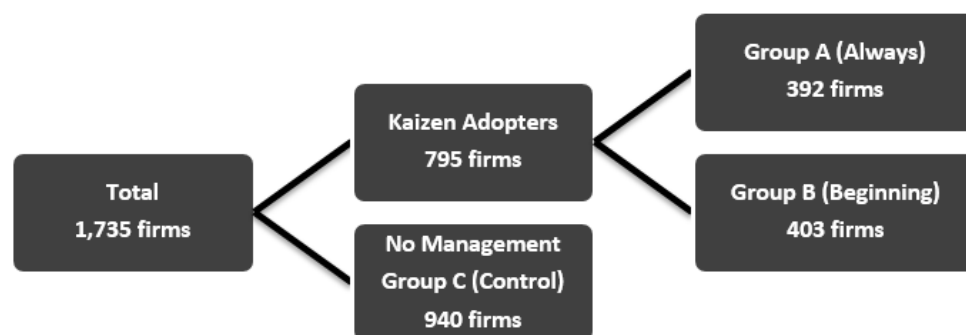 Total
1,735 firms
Kaizen Adopters
795 firms
No Management
Group C (Control)
940 firms
Group A (Always)
392 firms
Group B (Beginning)
403 firms